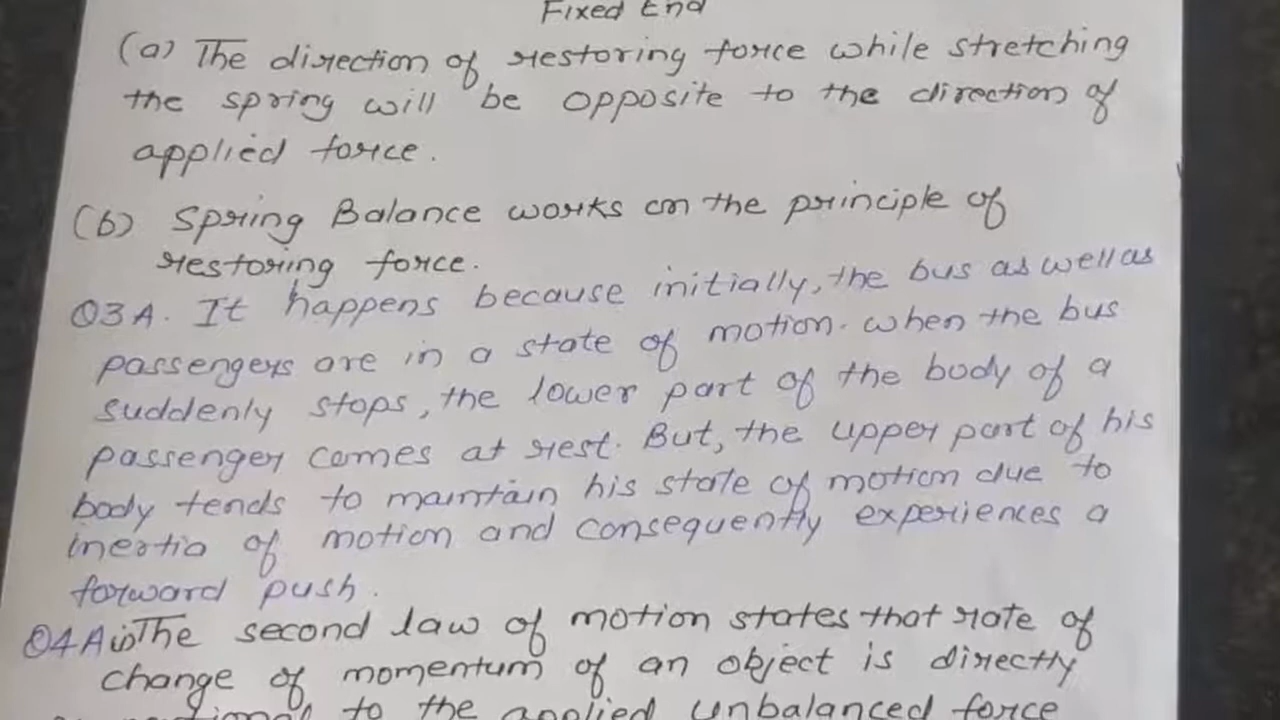 Fixed End
(a) The direction of restoring force while stretching
the spring will be opposite to the direction of
applied force.
(b) Spring Balance works on the principle of
restoring force.
Q3A. It happens because initially, the bus as well as
passengers are in a state of motion. when the bus
suddenly stops, the lower part of the body of a
passenger comes at rest. But, the upper part of his
body tends to maintain his state of motion due to
inertia of motion and consequently experiences a
forward push.
Q4A (i) The second law of motion states that rate of
change of momentum of an object is directly
to the applied unbalanced force